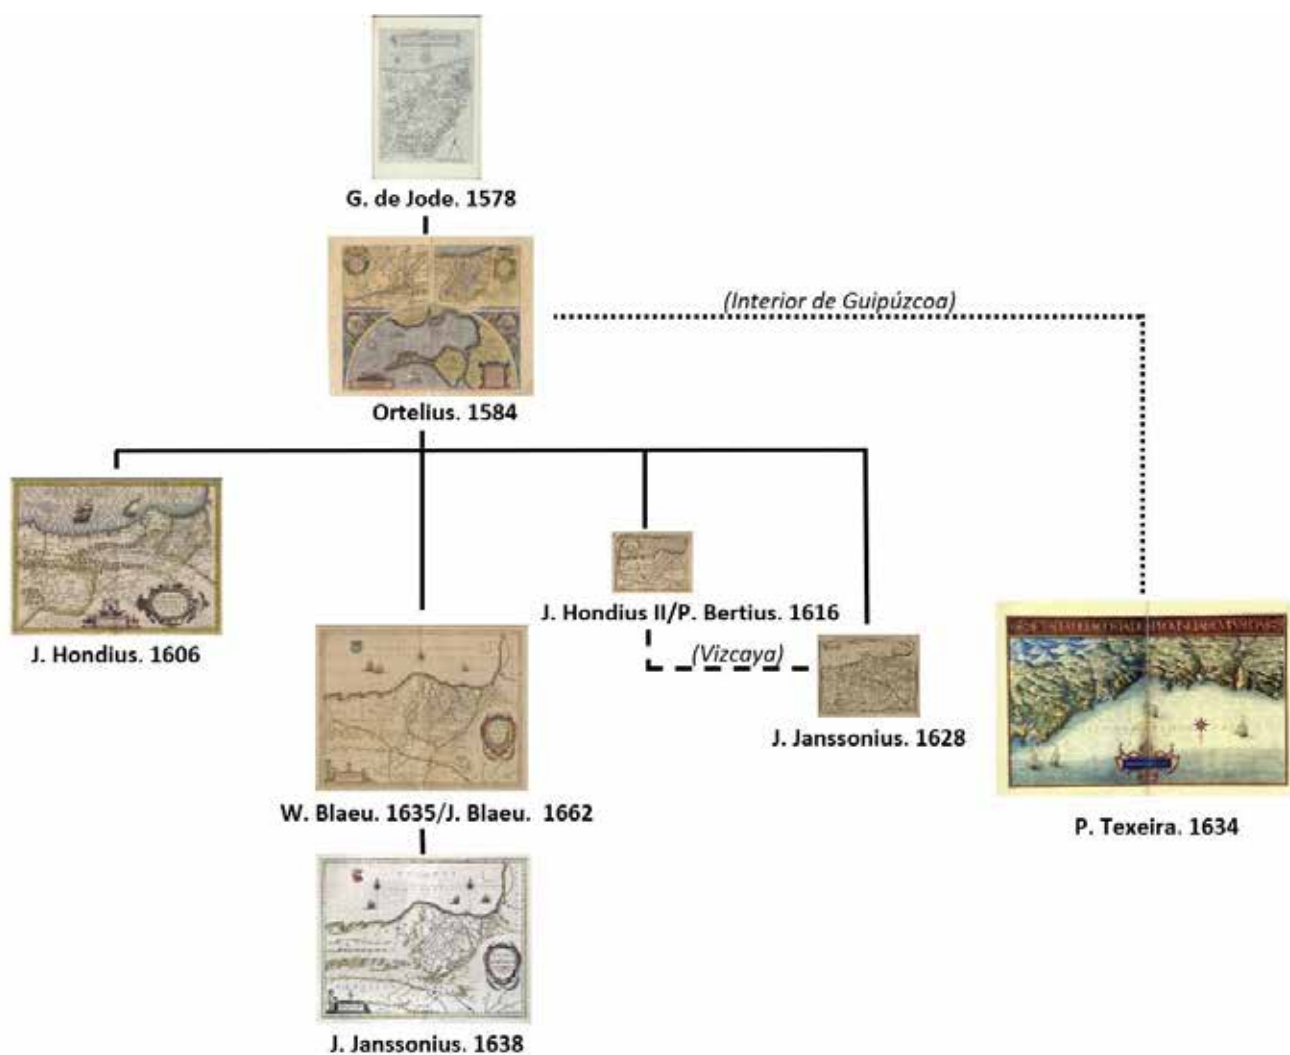 G. de Jode. 1578
(Interior de Guipúzcoa)
Ortelius. 1584
J. Hondius. 1606
J. Hondius II/P. Bertius. 1616
(Vizcaya)
J. Janssonius. 1628
W. Blaeu. 1635/J. Blaeu. 1662
P. Texeira. 1634
J. Janssonius. 1638